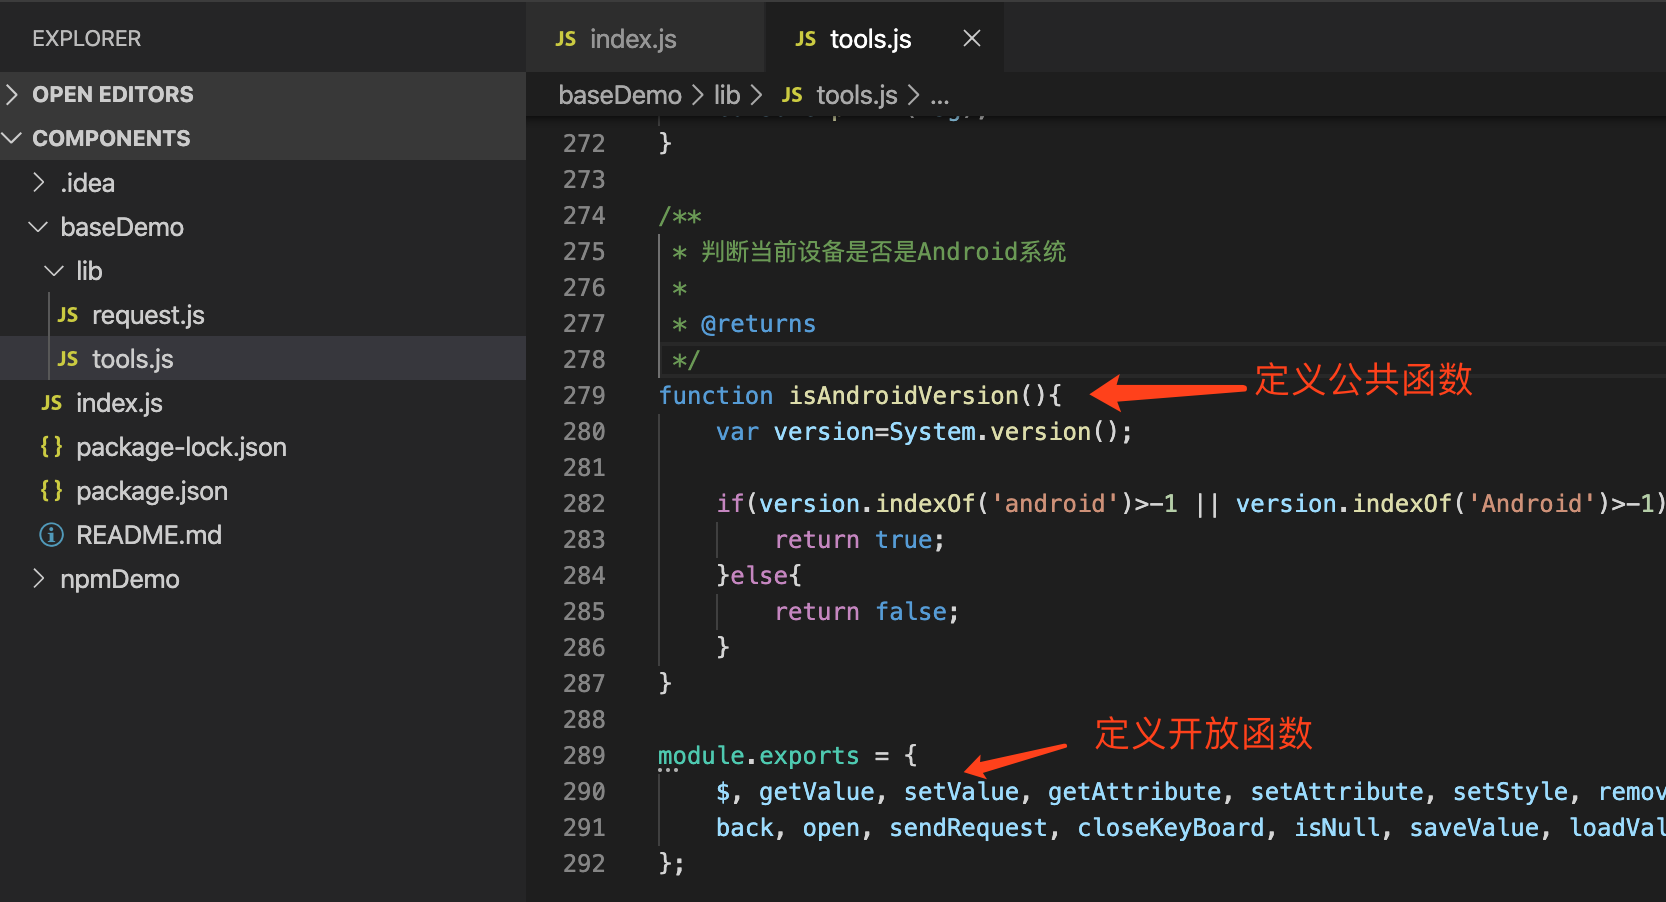 EXPLORER
OPEN EDITORS
COMPONENTS
.idea
baseDemo
lib
JS request.js
JS tools.js
JS index.js
{} package-lock.json
{} package.json
README.md
npmDemo
JS index.js JS tools.js
baseDemo > lib > JS tools.js > ...
272 }
273
274 /**
275 * 判断当前设备是否是Android系统
276 *
277 * @returns
278 */
279 function isAndroidVersion(){
定义公共函数
280 var version=System.version();
281
282 if(version.indexOf('android')>-1 || version.indexOf('Android')>-1)
283 return true;
284 }else{
285 return false;
286 }
287 }
288
定义开放函数
289 module.exports = {
290 $, getValue, setValue, getAttribute, setAttribute, setStyle, remov
291 back, open, sendRequest, closeKeyBoard, isNull, saveValue, loadVal
292 };